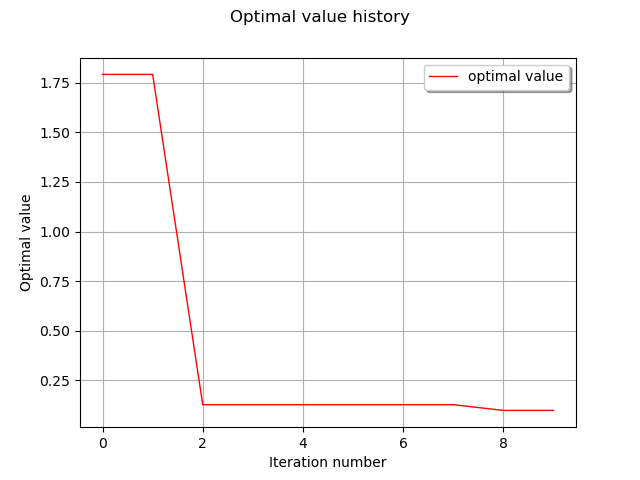 Optimal value history
optimal value
1.75
1.50
1.25
1.00
0.75
0.50
0.25
Optimal value
0 2 4 6 8
Iteration number